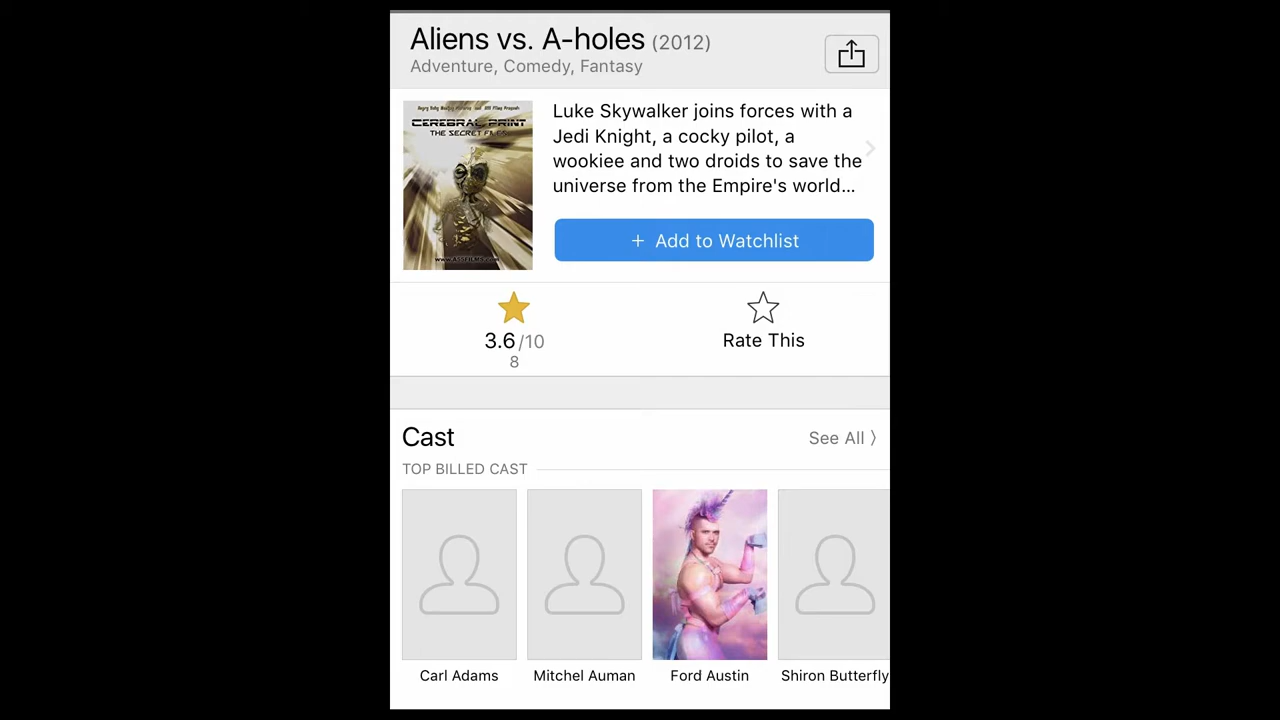 Aliens vs. A-holes (2012)
Adventure, Comedy, Fantasy
CEREBRAL PRINT
THE SECRET FILES
Luke Skywalker joins forces with a
Jedi Knight, a cocky pilot, a
wookiee and two droids to save the
universe from the Empire's world...
+ Add to Watchlist
3.6/10
8
Rate This
Cast
See All
TOP BILLED CAST
Carl Adams
Mitchel Auman
Ford Austin
Shiron Butterfly